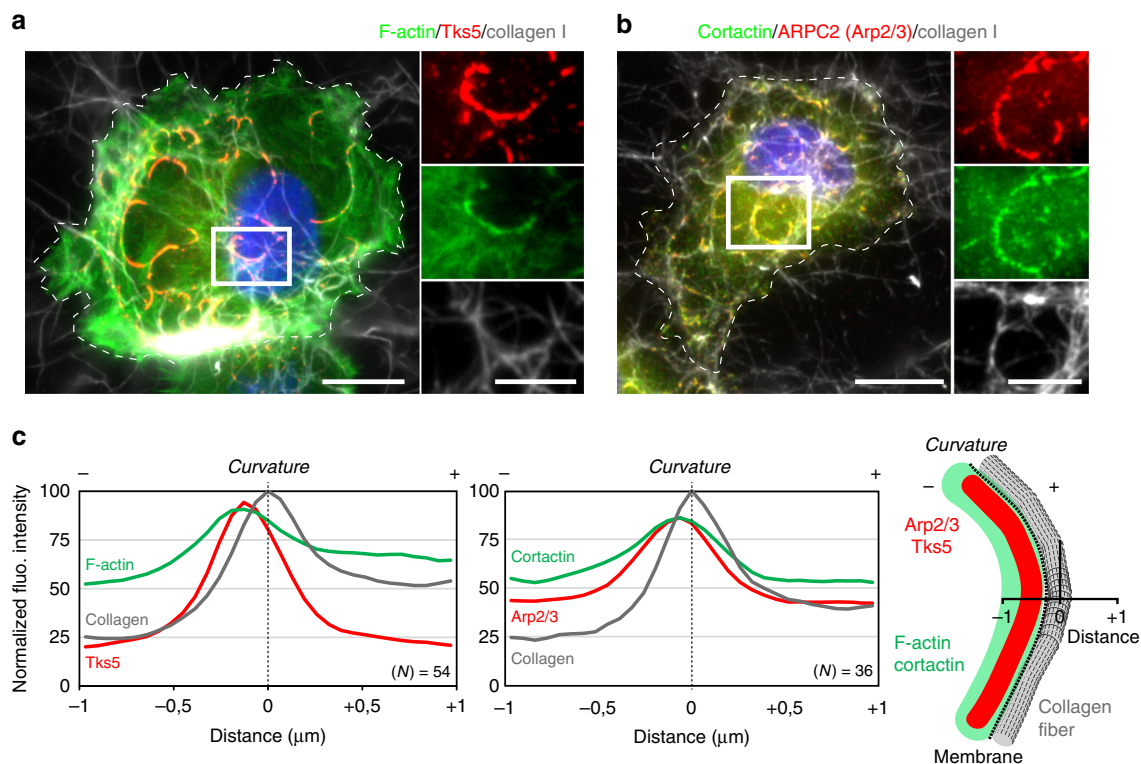 a
F-actin/Tks5/collagen I
b
Cortactin/ARPC2 (Arp2/3)/collagen I
c
– Curvature +
Normalized fluo. intensity
100
75
50
25
0
F-actin
Collagen
Tks5
(N) = 54
–1 –0,5 0 +0,5 +1
Distance (μm)
– Curvature +
100
75
50
25
0
Cortactin
Arp2/3
Collagen
(N) = 36
–1 –0,5 0 +0,5 +1
Distance (μm)
Curvature
– +
Arp2/3
Tks5
–1 0 +1
Distance
F-actin
cortactin
Collagen
fiber
Membrane